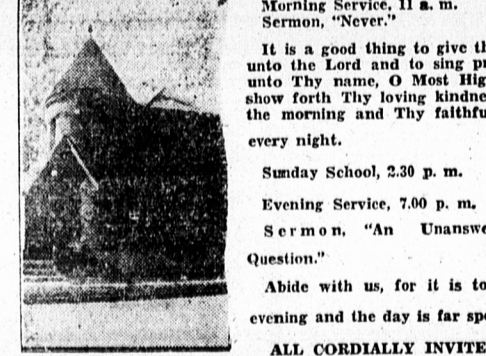 Morning Service, 11 a. m.
Sermon, "Never."
It is a good thing to give th
unto the Lord and to sing pr
unto Thy name, O Most Hig
show forth Thy loving kindne
the morning and Thy faithfu
every night.
Sunday School, 2.30 p. m.
Evening Service, 7.00 p. m.
Sermon, "An Unanswe
Question."
Abide with us, for it is to
evening and the day is far spe
ALL CORDIALLY INVITE